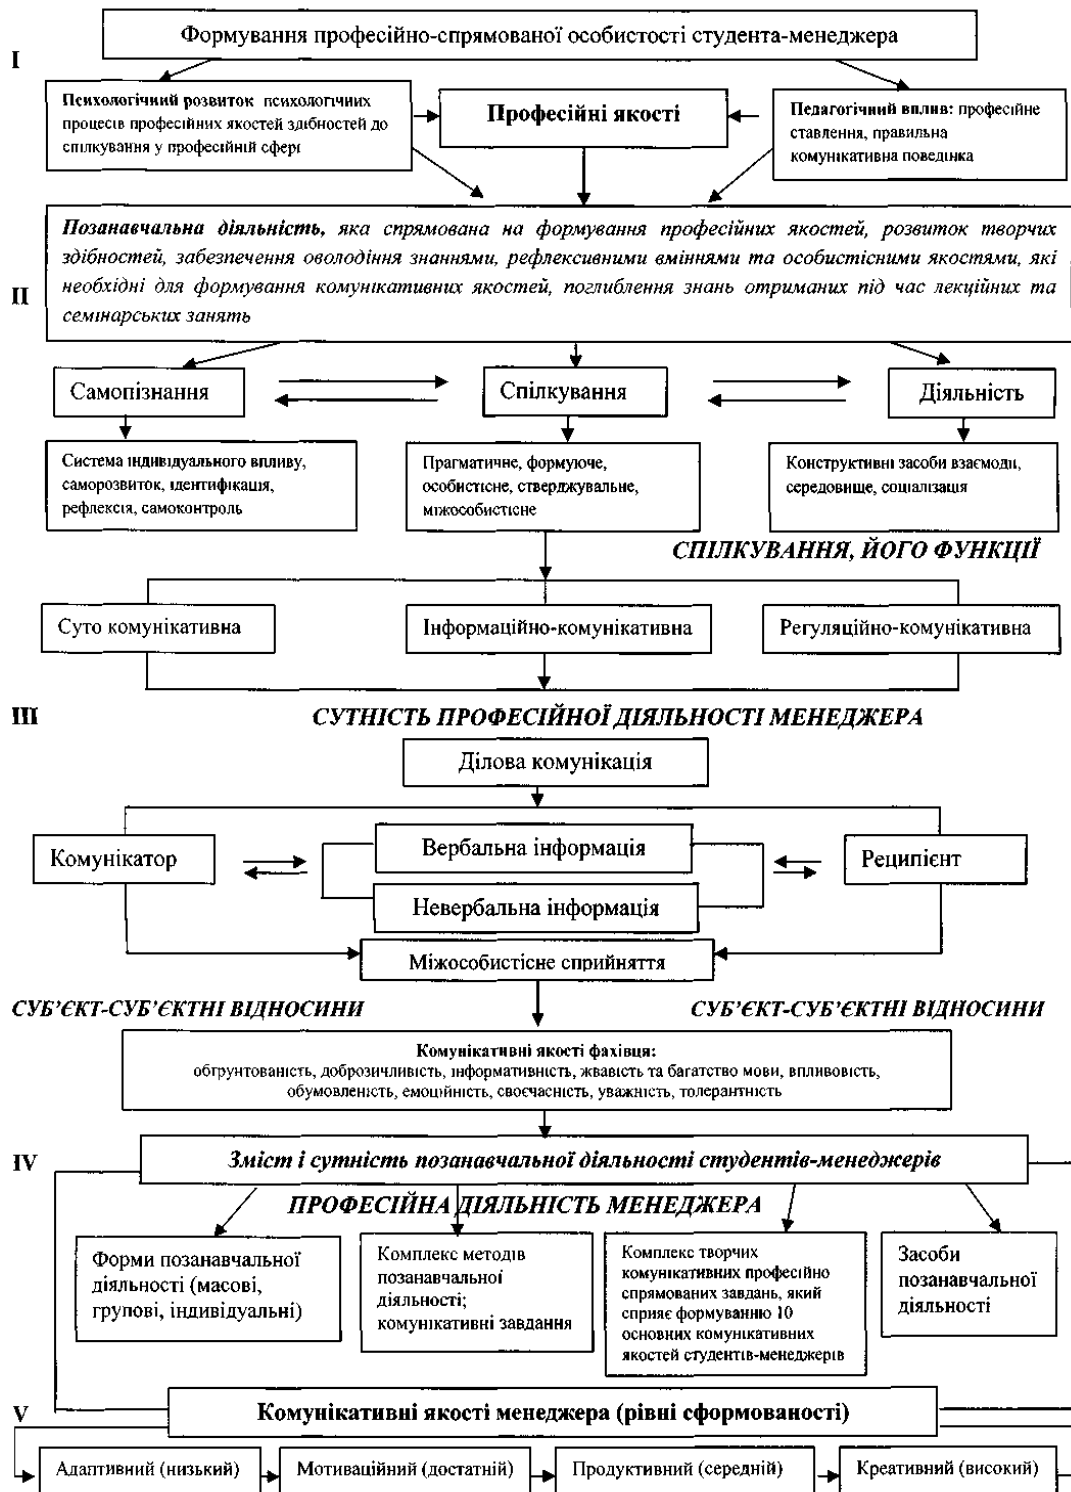 Формування професійно-спрямованої особистості студента-менеджера
I
Психологічний розвиток психологічних
процесів професійних якостей здібностей до
спілкування у професійній сфері
Професійні якості
Педагогічний вплив: професійне
ставлення, правильна
комунікативна поведінка
Позанавчальна діяльність, яка спрямована на формування професійних якостей, розвиток творчих
здібностей, забезпечення оволодіння знаннями, рефлексивними вміннями та особистісними якостями, які
необхідні для формування комунікативних якостей, поглиблення знань отриманих під час лекційних та
семінарських занять
II
Самопізнання
Спілкування
Діяльність
Система індивідуального впливу,
саморозвиток, ідентифікація,
рефлексія, самоконтроль
Прагматичне, формуюче,
особистісне, стверджувальне,
міжособистісне
Конструктивні засоби взаємодії,
середовище, соціалізація
СПІЛКУВАННЯ, ЙОГО ФУНКЦІЇ
Суто комунікативна
Інформаційно-комунікативна
Регуляційно-комунікативна
III
СУТНІСТЬ ПРОФЕСІЙНОЇ ДІЯЛЬНОСТІ МЕНЕДЖЕРА
Ділова комунікація
Комунікатор
Вербальна інформація
Невербальна інформація
Реципієнт
Міжособистісне сприйняття
СУБ’ЄКТ-СУБ’ЄКТНІ ВІДНОСИНИ
СУБ’ЄКТ-СУБ’ЄКТНІ ВІДНОСИНИ
Комунікативні якості фахівця:
обґрунтованість, доброзичливість, інформативність, жвавість та багатство мови, впливовість,
обумовленість, емоційність, своєчасність, уважність, толерантність
IV
Зміст і сутність позанавчальної діяльності студентів-менеджерів
ПРОФЕСІЙНА ДІЯЛЬНІСТЬ МЕНЕДЖЕРА
Форми позанавчальної
діяльності (масові,
групові, індивідуальні)
Комплекс методів
позанавчальної
діяльності;
комунікативні завдання
Комплекс творчих
комунікативних професійно
спрямованих завдань, який
сприяє формуванню 10
основних комунікативних
якостей студентів-менеджерів
Засоби
позанавчальної
діяльності
V
Комунікативні якості менеджера (рівні сформованості)
Адаптивний (низький)
Мотиваційний (достатній)
Продуктивний (середній)
Креативний (високий)